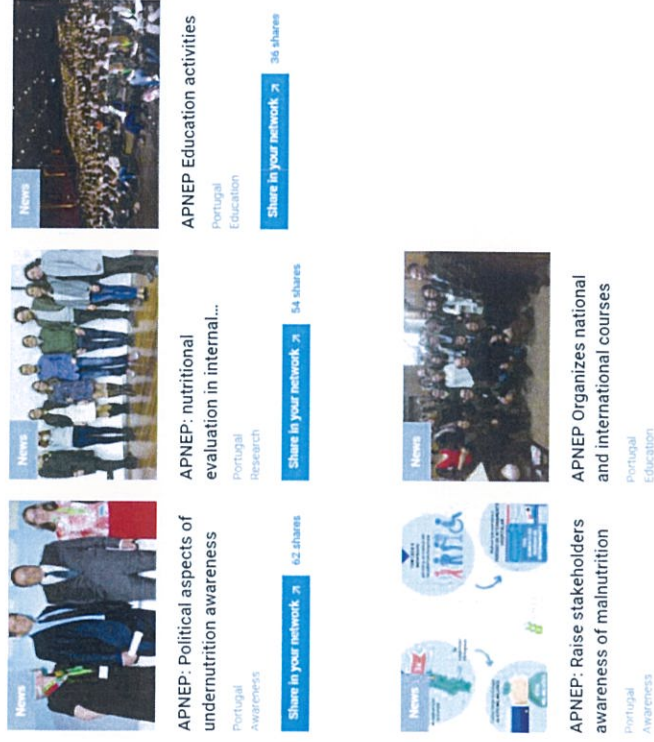 News
APNEP: Political aspects of
undernutrition awareness
Portugal
Awareness
Share in your network ↗ 62 shares
News
APNEP: nutritional
evaluation in internal...
Portugal
Research
Share in your network ↗ 54 shares
News
APNEP Education activities
Portugal
Education
Share in your network ↗ 36 shares
News
APNEP: Raise stakeholders
awareness of malnutrition
Portugal
Awareness
News
APNEP Organizes national
and international courses
Portugal
Education